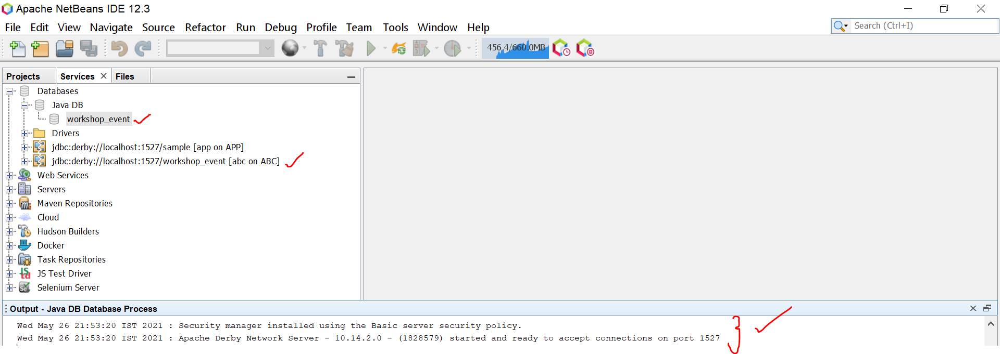 Apache NetBeans IDE 12.3
File Edit View Navigate Source Refactor Run Debug Profile Team Tools Window Help
Search (Ctrl+I)
456.4/660.0MB
Projects Services Files
Databases
Java DB
workshop_event
Drivers
jdbc:derby://localhost:1527/sample [app on APP]
jdbc:derby://localhost:1527/workshop_event [abc on ABC]
Web Services
Servers
Maven Repositories
Cloud
Hudson Builders
Docker
Task Repositories
JS Test Driver
Selenium Server
Output - Java DB Database Process
Wed May 26 21:53:20 IST 2021 : Security manager installed using the Basic server security policy.
Wed May 26 21:53:20 IST 2021 : Apache Derby Network Server - 10.14.2.0 - (1828579) started and ready to accept connections on port 1527